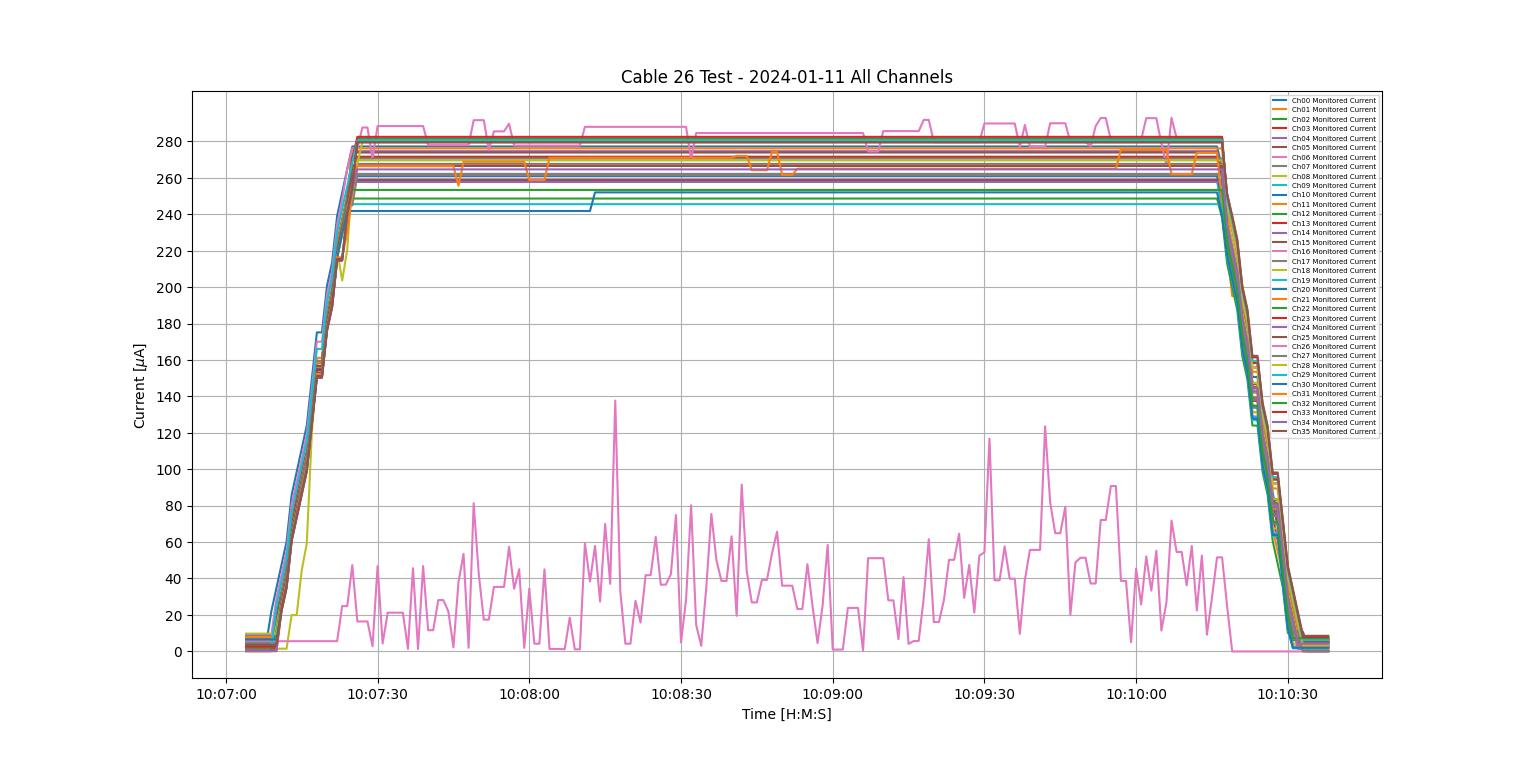 Cable 26 Test - 2024-01-11 All Channels
Current [μA]
280
260
240
220
200
180
160
140
120
100
80
60
40
20
0
10:07:00 10:07:30 10:08:00 10:08:30 10:09:00 10:09:30 10:10:00 10:10:30
Time [H:M:S]
Ch00 Monitored Current
Ch01 Monitored Current
Ch02 Monitored Current
Ch03 Monitored Current
Ch04 Monitored Current
Ch05 Monitored Current
Ch06 Monitored Current
Ch07 Monitored Current
Ch08 Monitored Current
Ch09 Monitored Current
Ch10 Monitored Current
Ch11 Monitored Current
Ch12 Monitored Current
Ch13 Monitored Current
Ch14 Monitored Current
Ch15 Monitored Current
Ch16 Monitored Current
Ch17 Monitored Current
Ch18 Monitored Current
Ch19 Monitored Current
Ch20 Monitored Current
Ch21 Monitored Current
Ch22 Monitored Current
Ch23 Monitored Current
Ch24 Monitored Current
Ch25 Monitored Current
Ch26 Monitored Current
Ch27 Monitored Current
Ch28 Monitored Current
Ch29 Monitored Current
Ch30 Monitored Current
Ch31 Monitored Current
Ch32 Monitored Current
Ch33 Monitored Current
Ch34 Monitored Current
Ch35 Monitored Current